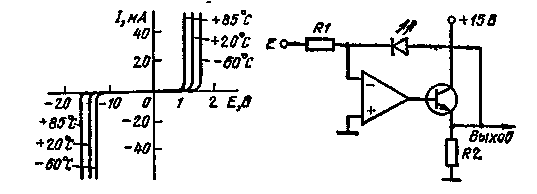 I, мА
40
20
+85°C
+20°C
-60°C
-20
-10
0
1
2
E, В
-20
-40
+85°C
+20°C
-60°C
E
R1
Д
+15В
-
+
Выход
R2